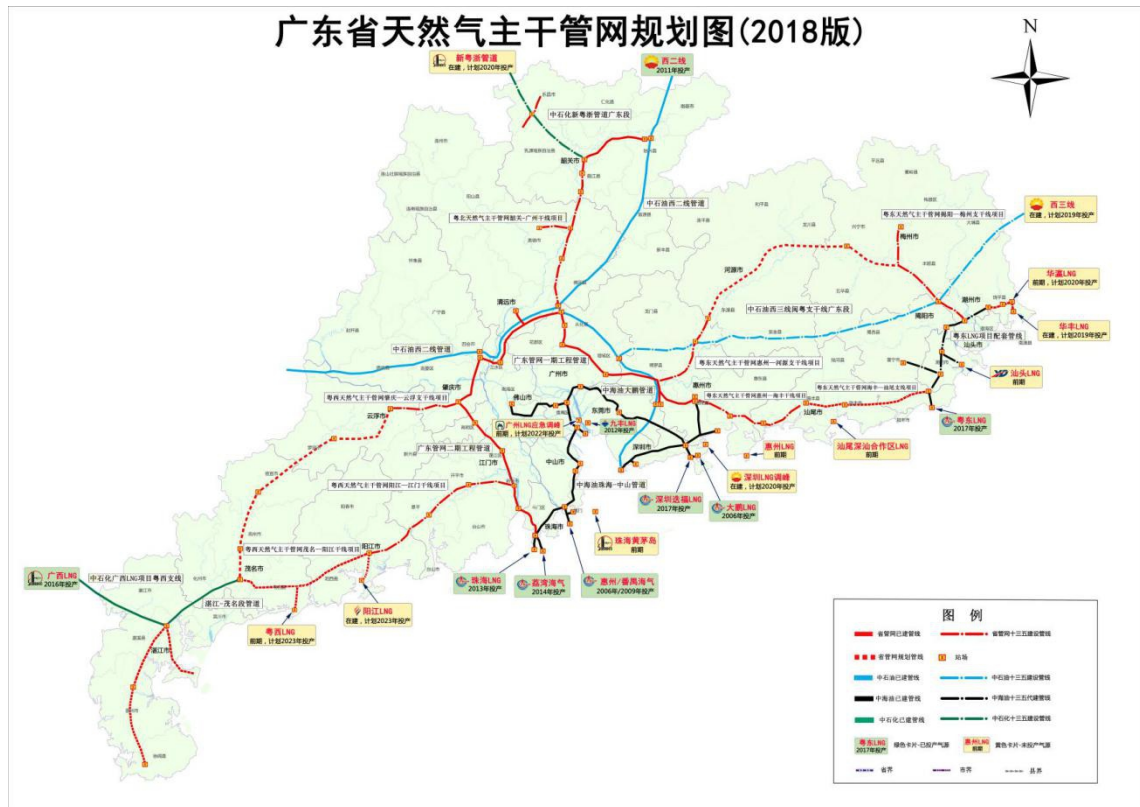 广东省天然气主干管网规划图(2018版)
N
新粤浙管道
在建，计划2020年投产
西二线
2011年投产
中石化新粤浙管道广东段
韶关市
粤北天然气主干管网韶关—广州干线项目
中石油西二线管道
粤东天然气主干管网揭阳—梅州支干线项目
西三线
在建，计划2019年投产
梅州市
河源市
华瀛LNG
前期，计划2020年投产
清远市
中石油西三线闽粤支干线广东段
潮州市
揭阳市
华丰LNG
在建，计划2019年投产
粤东LNG项目配套管线
汕头市
中石油西二线管道
广东管网一期工程管道
广州市
粤东天然气主干管网惠州—河源支干线项目
汕头LNG
前期
肇庆市
中海油大鹏管道
惠州市
粤东天然气主干管网海丰—汕尾支线项目
粤西天然气主干管网肇庆—云浮支干线项目
佛山市
东莞市
粤东天然气主干管网惠州—海丰干线项目
云浮市
汕尾市
粤东LNG
2017年投产
广州LNG应急调峰
前期，计划2022年投产
九丰LNG
2012年投产
汕尾深汕合作区LNG
前期
广东管网二期工程管道
深圳市
惠州LNG
前期
江门市
中山市
深圳LNG调峰
在建，计划2020年投产
粤西天然气主干管网阳江—江门干线项目
中海油珠海—中山管道
深圳迭福LNG
2017年投产
大鹏LNG
2006年投产
珠海市
珠海黄茅岛
前期
粤西天然气主干管网茂名—阳江干线项目
阳江市
茂名市
珠海LNG
2013年投产
荔湾海气
2014年投产
惠州/番禺海气
2006年/2009年投产
广西LNG
2016年投产
中石化广西LNG项目粤西支线
湛江-茂名段管道
阳江LNG
在建，计划2023年投产
粤西LNG
前期，计划2023年投产
湛江市
图 例
省管网已建管线
省管网十三五建设管线
省管网规划管线
站场
中石油已建管线
中石油十三五建设管线
中海油已建管线
中海油十三五代建管线
中石化已建管线
中石化十三五建设管线
粤东LNG
2017年投产
绿色卡片-已投产气源
惠州LNG
前期
黄色卡片-未投产气源
省界
市界
县界